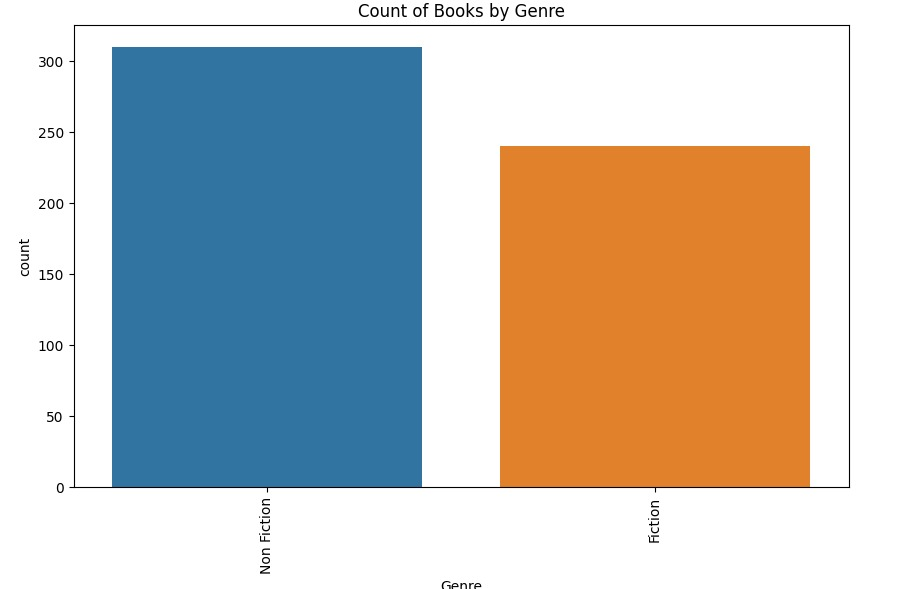 Count of Books by Genre
count
300
250
200
150
100
50
0
Non Fiction
Fiction
Genre